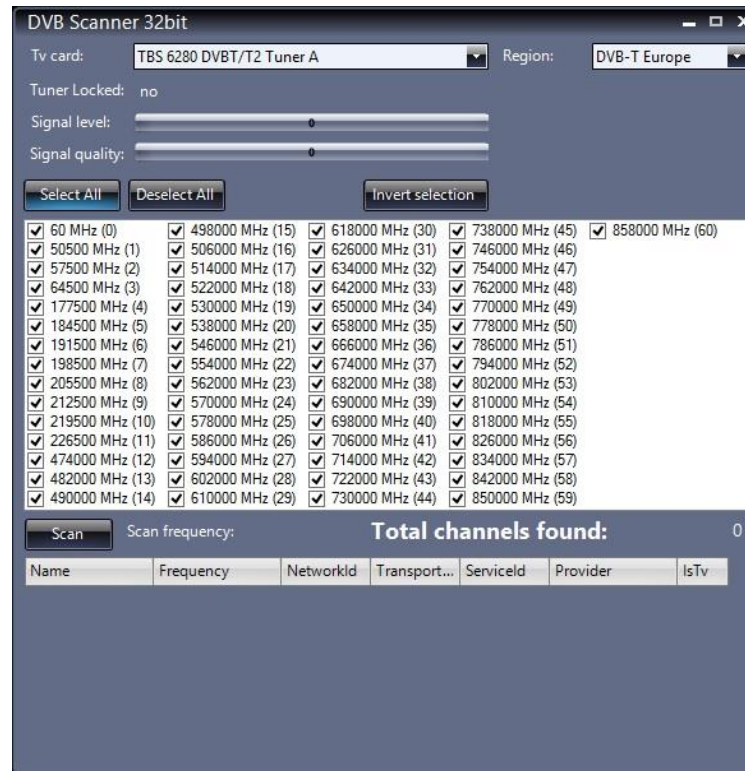 DVB Scanner 32bit
Tv card: TBS 6280 DVBT/T2 Tuner A Region: DVB-T Europe
Tuner Locked: no
Signal level: 0
Signal quality: 0
Select All Deselect All Invert selection
60 MHz (0) 498000 MHz (15) 618000 MHz (30) 738000 MHz (45) 858000 MHz (60)
50500 MHz (1) 506000 MHz (16) 626000 MHz (31) 746000 MHz (46)
57500 MHz (2) 514000 MHz (17) 634000 MHz (32) 754000 MHz (47)
64500 MHz (3) 522000 MHz (18) 642000 MHz (33) 762000 MHz (48)
177500 MHz (4) 530000 MHz (19) 650000 MHz (34) 770000 MHz (49)
184500 MHz (5) 538000 MHz (20) 658000 MHz (35) 778000 MHz (50)
191500 MHz (6) 546000 MHz (21) 666000 MHz (36) 786000 MHz (51)
198500 MHz (7) 554000 MHz (22) 674000 MHz (37) 794000 MHz (52)
205500 MHz (8) 562000 MHz (23) 682000 MHz (38) 802000 MHz (53)
212500 MHz (9) 570000 MHz (24) 690000 MHz (39) 810000 MHz (54)
219500 MHz (10) 578000 MHz (25) 698000 MHz (40) 818000 MHz (55)
226500 MHz (11) 586000 MHz (26) 706000 MHz (41) 826000 MHz (56)
474000 MHz (12) 594000 MHz (27) 714000 MHz (42) 834000 MHz (57)
482000 MHz (13) 602000 MHz (28) 722000 MHz (43) 842000 MHz (58)
490000 MHz (14) 610000 MHz (29) 730000 MHz (44) 850000 MHz (59)
Scan Scan frequency: Total channels found: 0
Name Frequency NetworkId Transport... ServiceId Provider IsTv